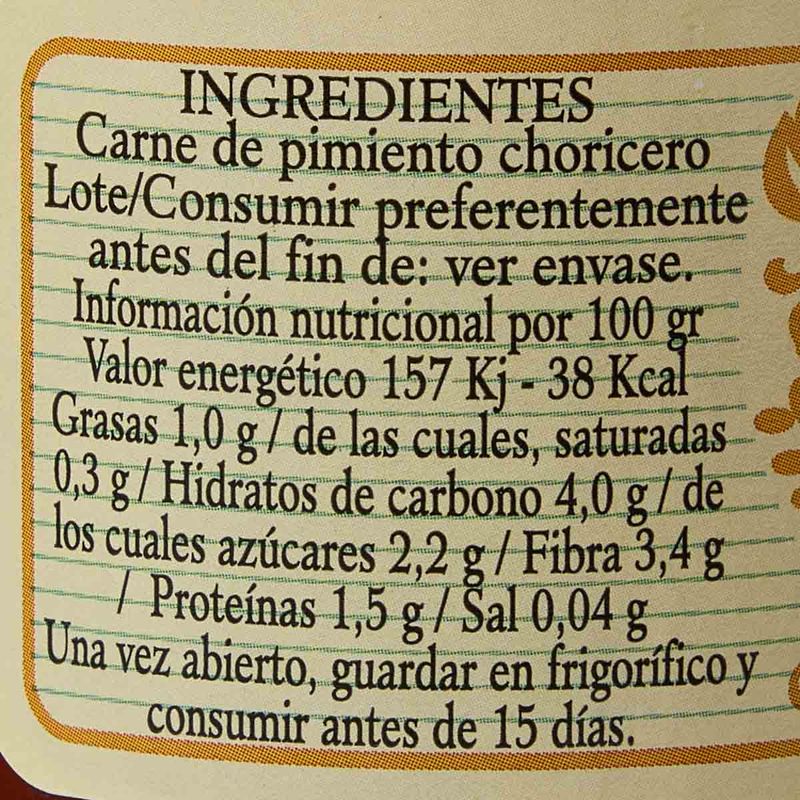 INGREDIENTES
Carne de pimiento choricero
Lote/Consumir preferentemente
antes del fin de: ver envase.
Información nutricional por 100 gr
Valor energético 157 Kj - 38 Kcal
Grasas 1,0 g / de las cuales, saturadas
0,3 g / Hidratos de carbono 4,0 g / de
los cuales azúcares 2,2 g / Fibra 3,4 g
/ Proteínas 1,5 g / Sal 0,04 g
Una vez abierto, guardar en frigorífico y
consumir antes de 15 días.